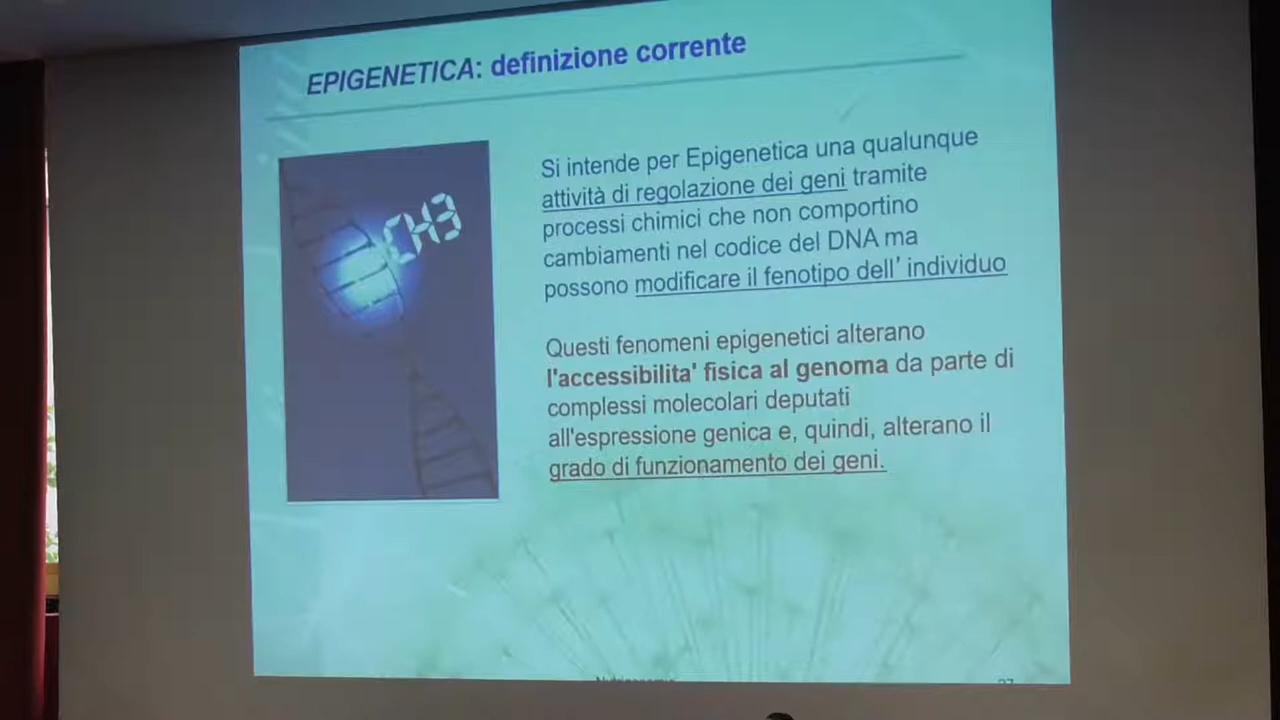 EPIGENETICA: definizione corrente
CH3
Si intende per Epigenetica una qualunque
attività di regolazione dei geni tramite
processi chimici che non comportino
cambiamenti nel codice del DNA ma
possono modificare il fenotipo dell' individuo
Questi fenomeni epigenetici alterano
l'accessibilita' fisica al genoma da parte di
complessi molecolari deputati
all'espressione genica e, quindi, alterano il
grado di funzionamento dei geni.